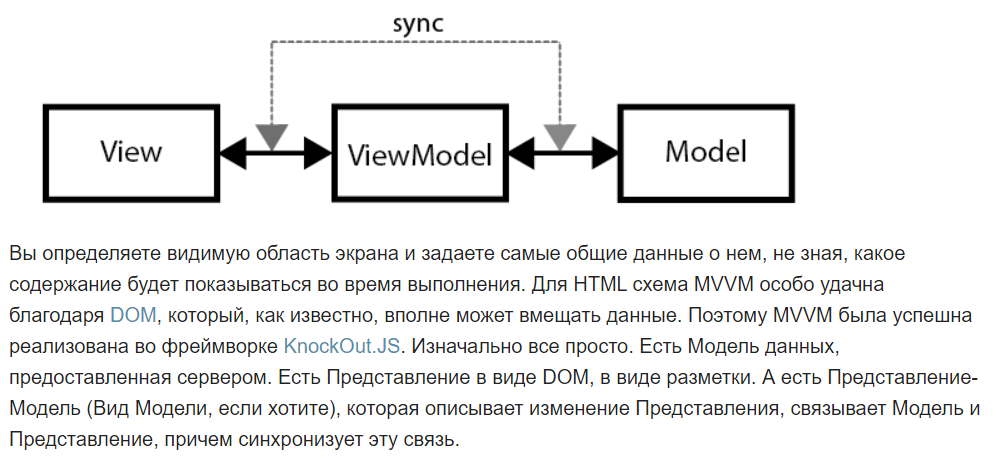 sync
View
ViewModel
Model
Вы определяете видимую область экрана и задаете самые общие данные о нем, не зная, какое
содержание будет показываться во время выполнения. Для HTML схема MVVM особо удачна
благодаря DOM, который, как известно, вполне может вмещать данные. Поэтому MVVM была успешна
реализована во фреймворке KnockOut.JS. Изначально все просто. Есть Модель данных,
предоставленная сервером. Есть Представление в виде DOM, в виде разметки. А есть Представление-
Модель (Вид Модели, если хотите), которая описывает изменение Представления, связывает Модель и
Представление, причем синхронизует эту связь.